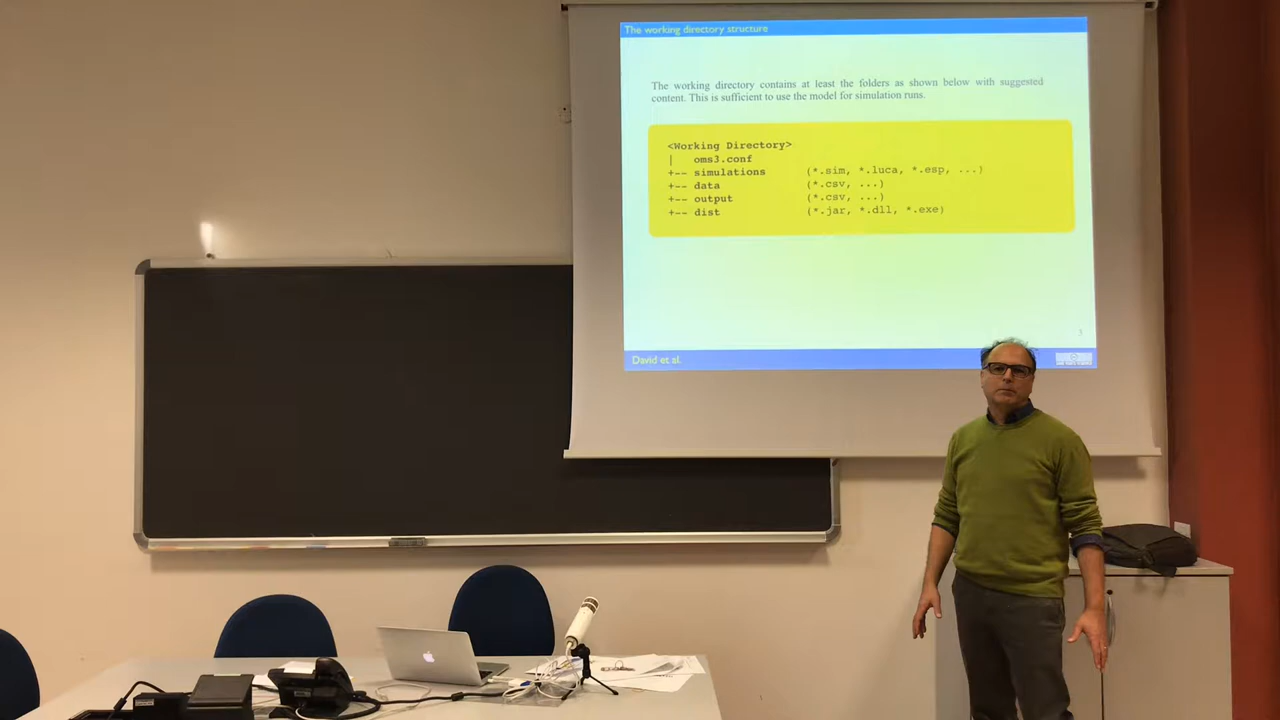 The working directory structure
The working directory contains at least the folders as shown below with suggested
content. This is sufficient to use the model for simulation runs.
<Working Directory>
| oms3.conf
+-- simulations (*.sim, *.luca, *.esp, ...)
+-- data (*.csv, ...)
+-- output (*.csv, ...)
+-- dist (*.jar, *.dll, *.exe)
David et al.